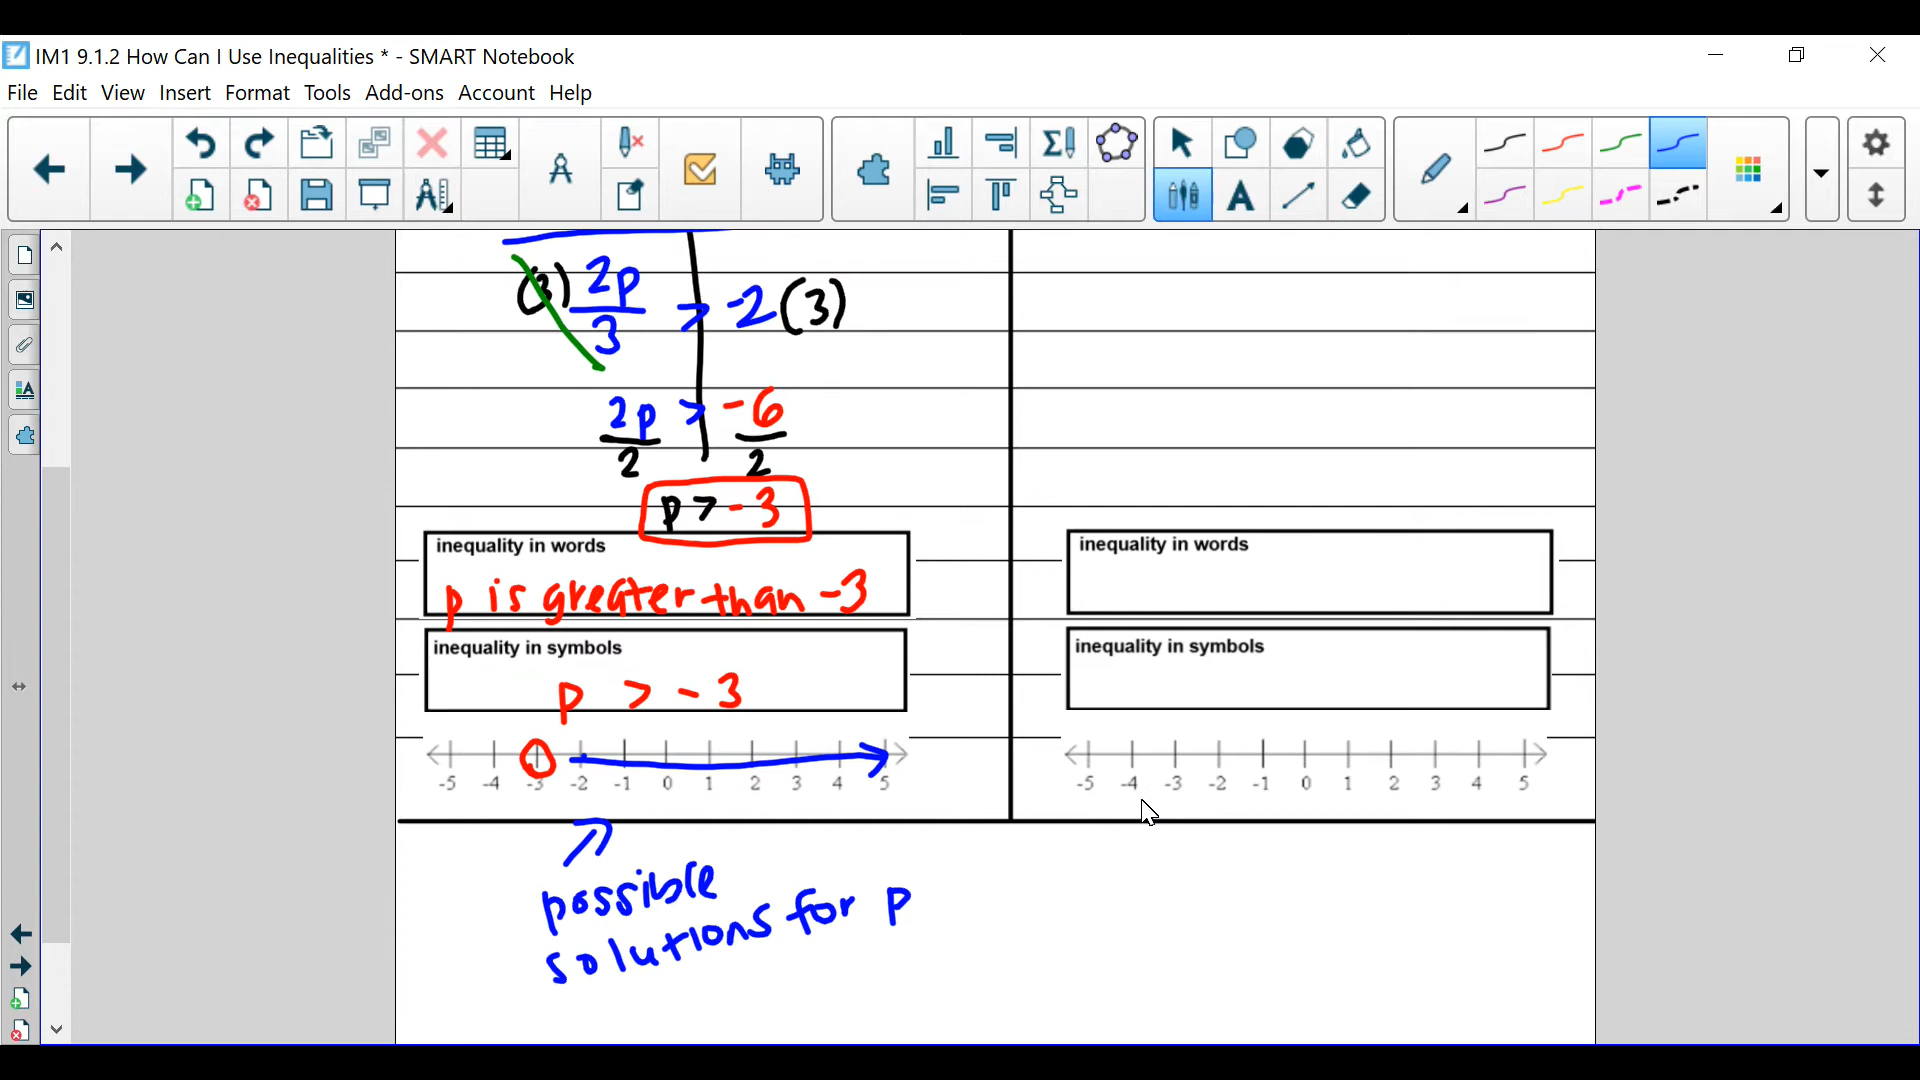 IM1 9.1.2 How Can I Use Inequalities * - SMART Notebook
File Edit View Insert Format Tools Add-ons Account Help
(3) 2p/3 > -2 (3)
2p/2 > -6/2
p > -3
inequality in words
p is greater than -3
inequality in symbols
p > -3
-5 -4 -3 -2 -1 0 1 2 3 4 5
possible
solutions for p
inequality in words
inequality in symbols
-5 -4 -3 -2 -1 0 1 2 3 4 5